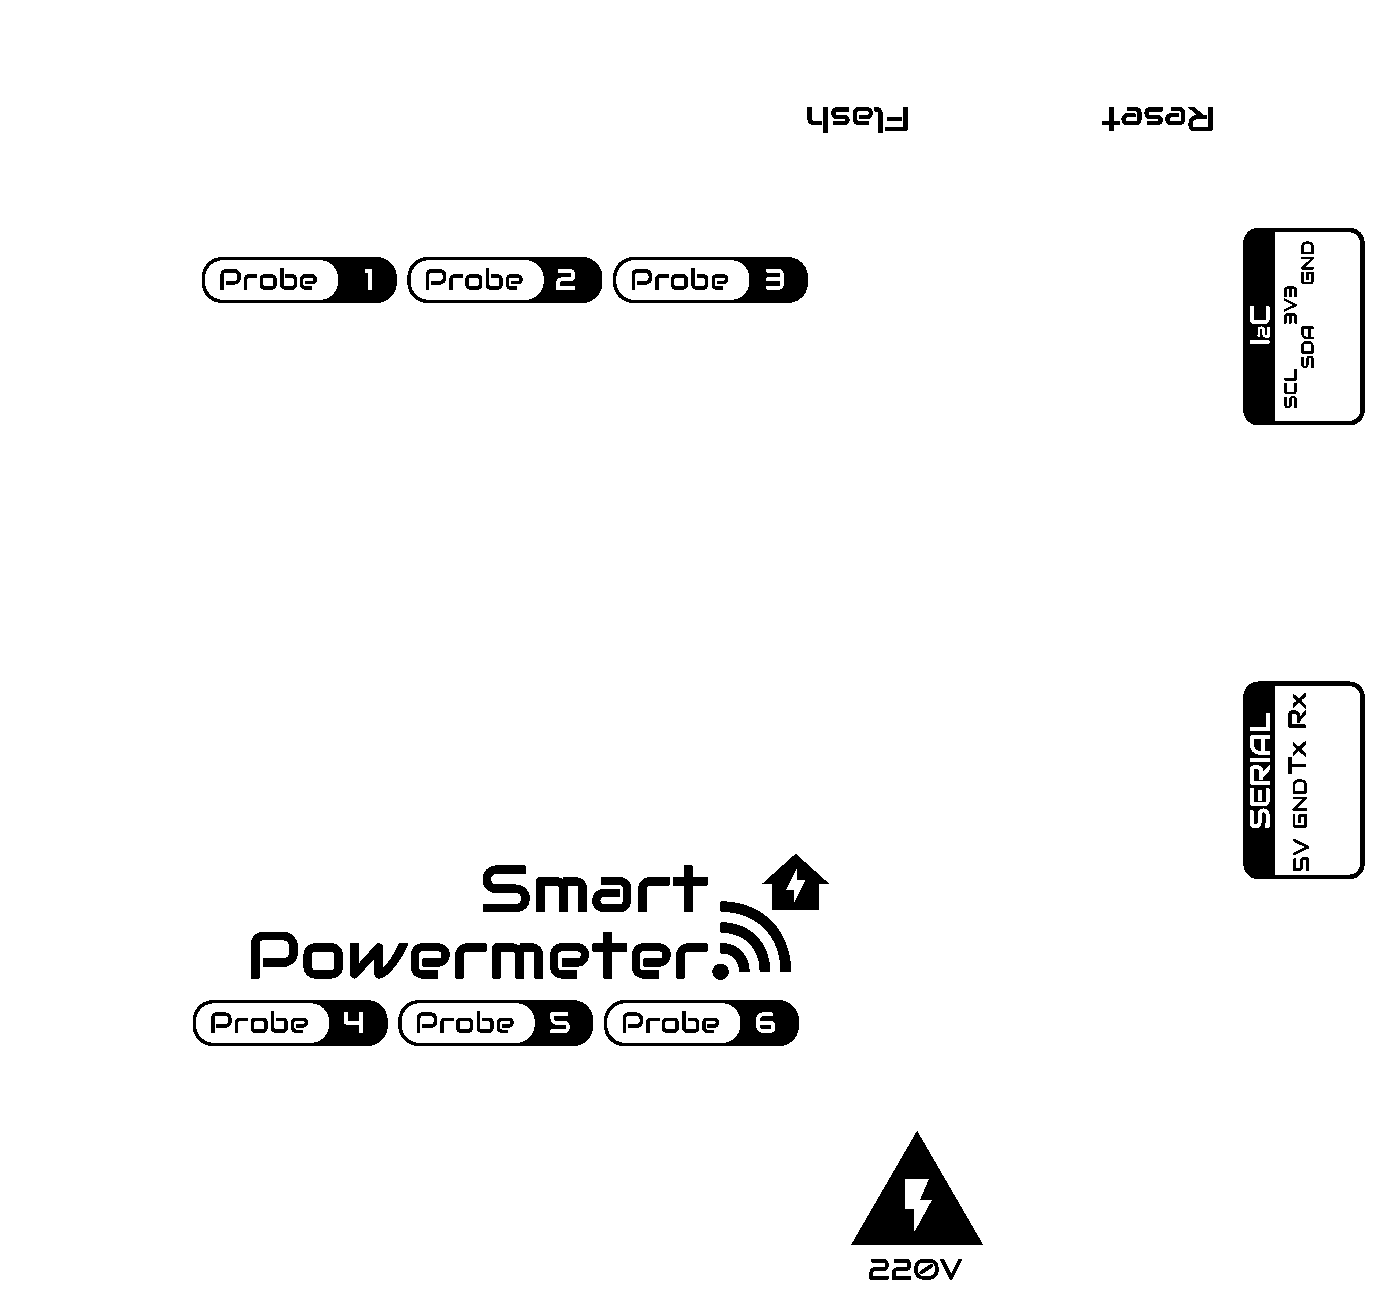 Flash
Reset
Probe 1
Probe 2
Probe 3
I2C
SCL
SDA
3V3
GND
SERIAL
5V GND Tx Rx
Smart
Powermeter
Probe 4
Probe 5
Probe 6
220V